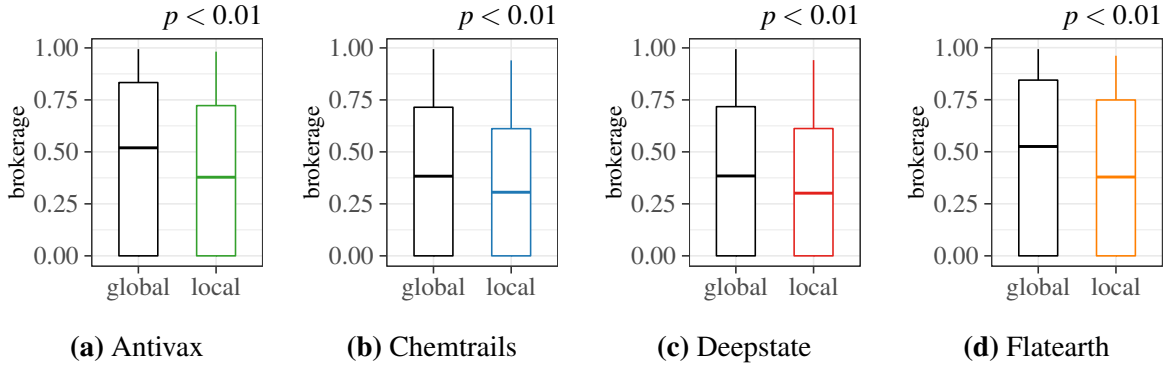 p < 0.01
p < 0.01
p < 0.01
p < 0.01
brokerage
1.00
0.75
0.50
0.25
0.00
global local
brokerage
1.00
0.75
0.50
0.25
0.00
global local
brokerage
1.00
0.75
0.50
0.25
0.00
global local
brokerage
1.00
0.75
0.50
0.25
0.00
global local
(a) Antivax
(b) Chemtrails
(c) Deepstate
(d) Flatearth